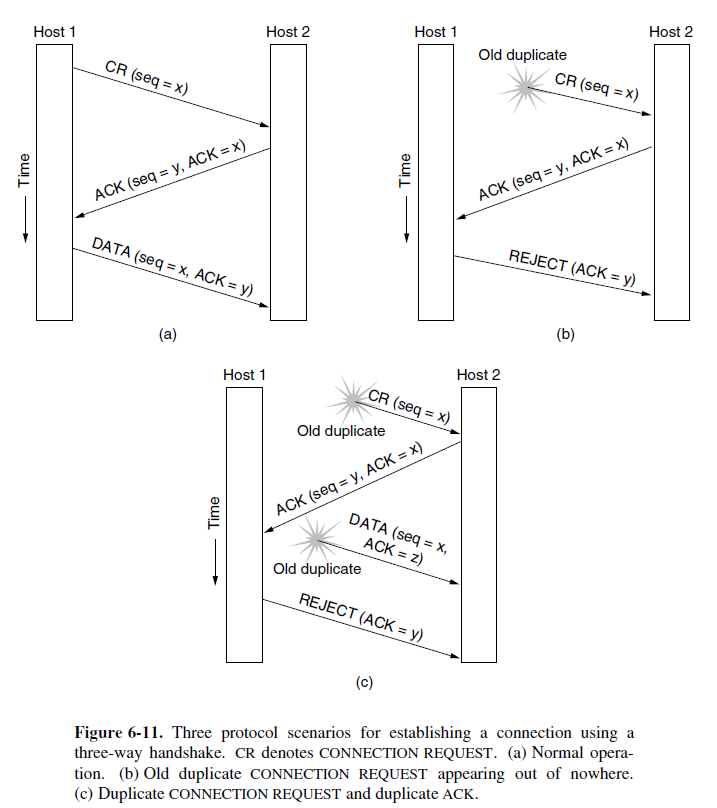 Host 1
Host 2
CR (seq = x)
ACK (seq = y, ACK = x)
DATA (seq = x, ACK = y)
Time
(a)
Host 1
Host 2
Old duplicate
CR (seq = x)
ACK (seq = y, ACK = x)
REJECT (ACK = y)
Time
(b)
Host 1
Host 2
CR (seq = x)
Old duplicate
ACK (seq = y, ACK = x)
DATA (seq = x,
ACK = z)
Old duplicate
REJECT (ACK = y)
Time
(c)
Figure 6-11. Three protocol scenarios for establishing a connection using a
three-way handshake. CR denotes CONNECTION REQUEST. (a) Normal opera-
tion. (b) Old duplicate CONNECTION REQUEST appearing out of nowhere.
(c) Duplicate CONNECTION REQUEST and duplicate ACK.